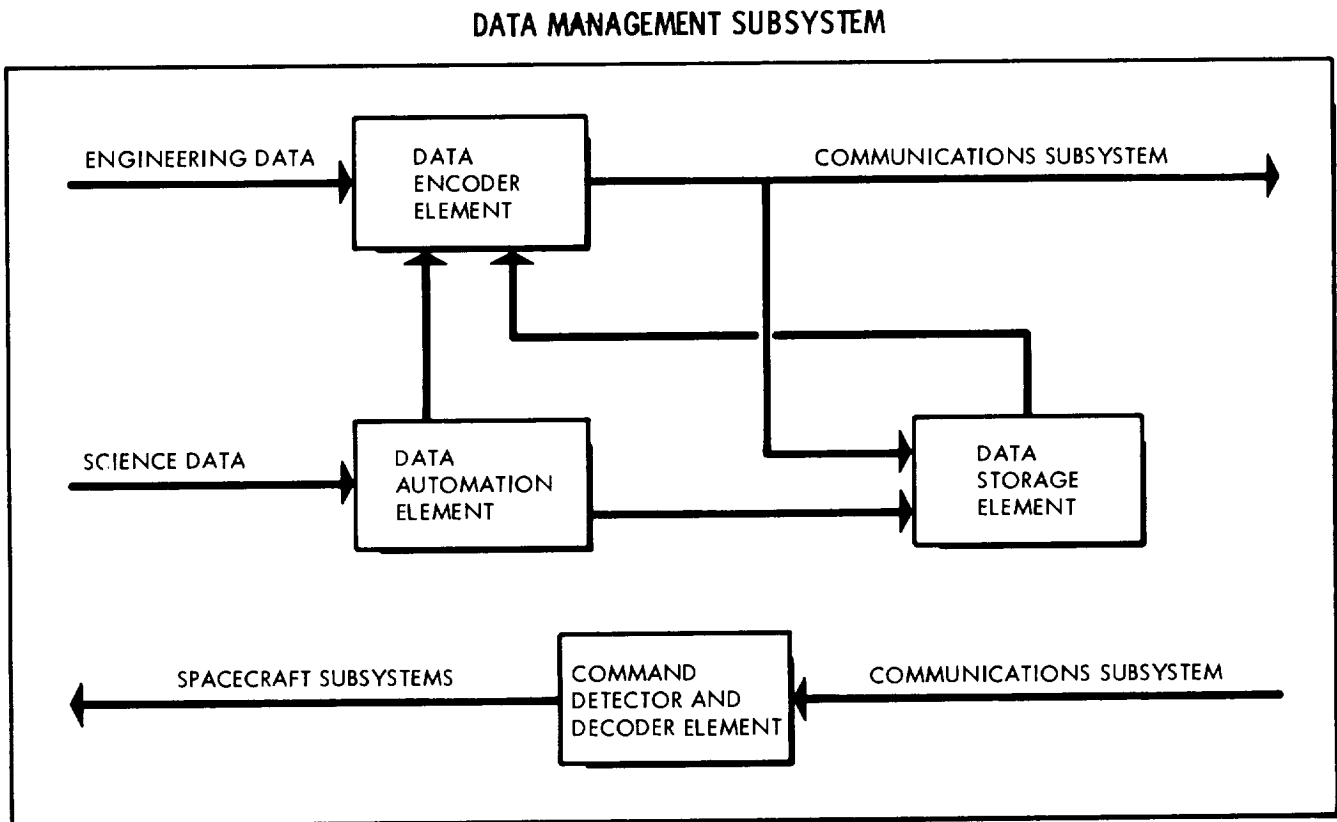 DATA MANAGEMENT SUBSYSTEM
ENGINEERING DATA
DATA
ENCODER
ELEMENT
COMMUNICATIONS SUBSYSTEM
SCIENCE DATA
DATA
AUTOMATION
ELEMENT
DATA
STORAGE
ELEMENT
SPACECRAFT SUBSYSTEMS
COMMAND
DETECTOR AND
DECODER ELEMENT
COMMUNICATIONS SUBSYSTEM